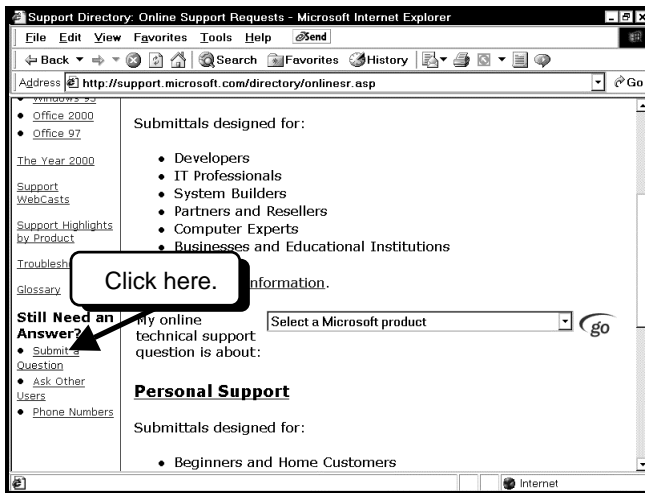 Support Directory: Online Support Requests - Microsoft Internet Explorer
File Edit View Favorites Tools Help Send
Back Search Favorites History
Address http://support.microsoft.com/directory/onlinesr.asp Go
Windows 95
Office 2000
Office 97
The Year 2000
Support
WebCasts
Support Highlights
by Product
Glossary
Still Need an
Answer?
Submit a
Question
Ask Other
Users
Phone Numbers
Submittals designed for:
Developers
IT Professionals
System Builders
Partners and Resellers
Computer Experts
Businesses and Educational Institutions
information.
Click here.
My online
technical support
question is about:
Select a Microsoft product
go
Personal Support
Submittals designed for:
Beginners and Home Customers
Internet